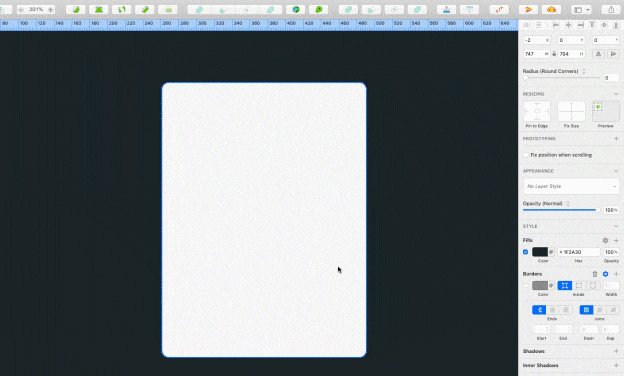 201%
80 100 120 140 160 180 200 220 240 260 280 300 320 340 360 380 400 420 440 460 480 500 520 540 560 580 600 620 640
-2 X 0 Y 0 °
747 W 704 H
Radius (Round Corners)
0
RESIZING
Pin to Edge Fix Size Preview
PROTOTYPING
Fix position when scrolling
APPEARANCE
No Layer Style
Opacity (Normal)
100%
STYLE
Fills
1F2A30 100%
Color Hex Opacity
Borders
Color Inside Width
Ends Joins
Start End Dash Gap
Shadows
Inner Shadows